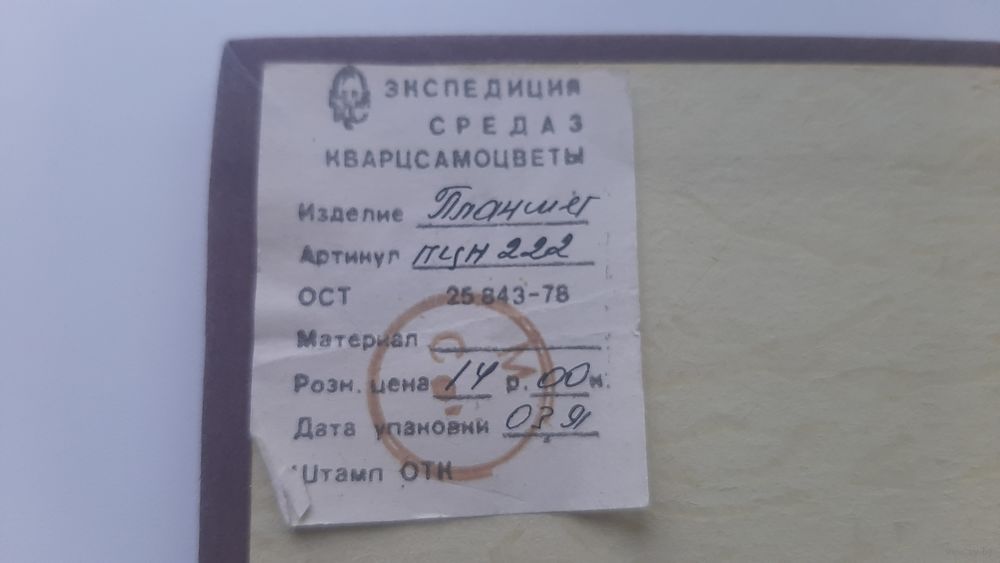 ЭКСПЕДИЦИЯ
СРЕДАЗ
КВАРЦСАМОЦВЕТЫ
Изделие Планшет
Артикул ПЦН 222
ОСТ 25 843-78
Материал
Розн. цена 14 р. 00 к.
Дата упаковки 03 91
Штамп ОТК